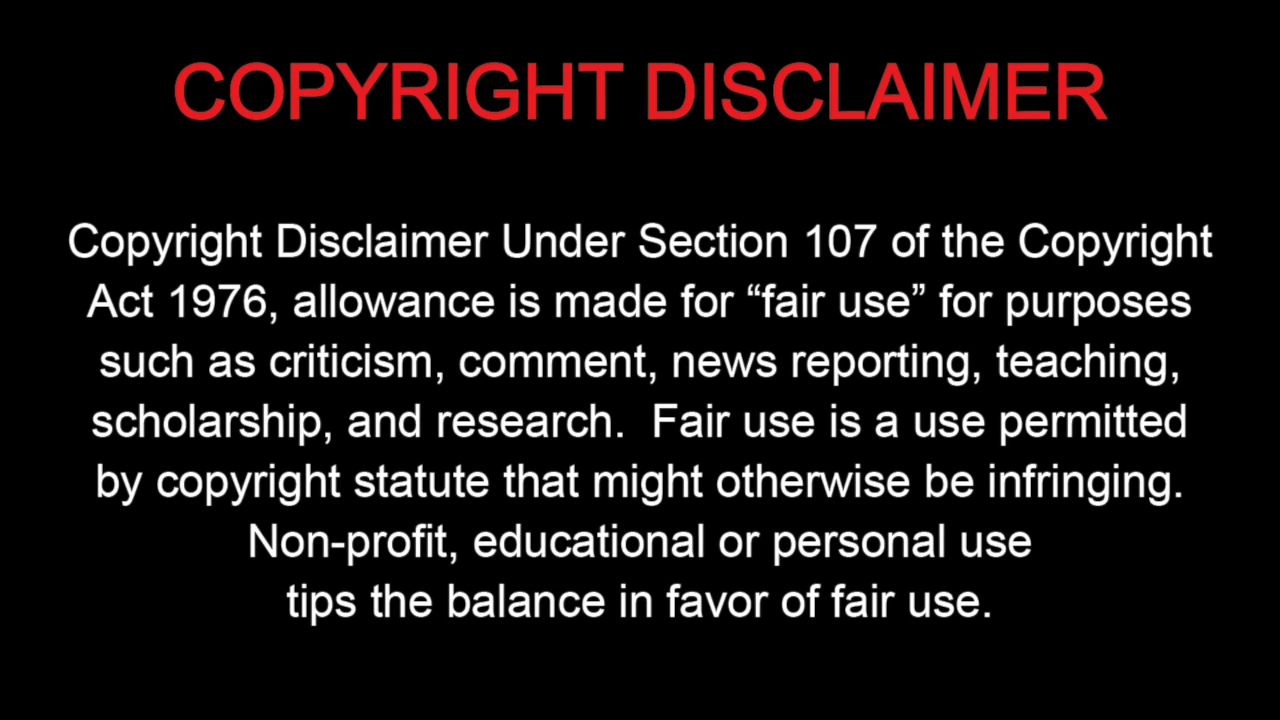 COPYRIGHT DISCLAIMER
Copyright Disclaimer Under Section 107 of the Copyright
Act 1976, allowance is made for “fair use” for purposes
such as criticism, comment, news reporting, teaching,
scholarship, and research.  Fair use is a use permitted
by copyright statute that might otherwise be infringing.
Non-profit, educational or personal use
tips the balance in favor of fair use.